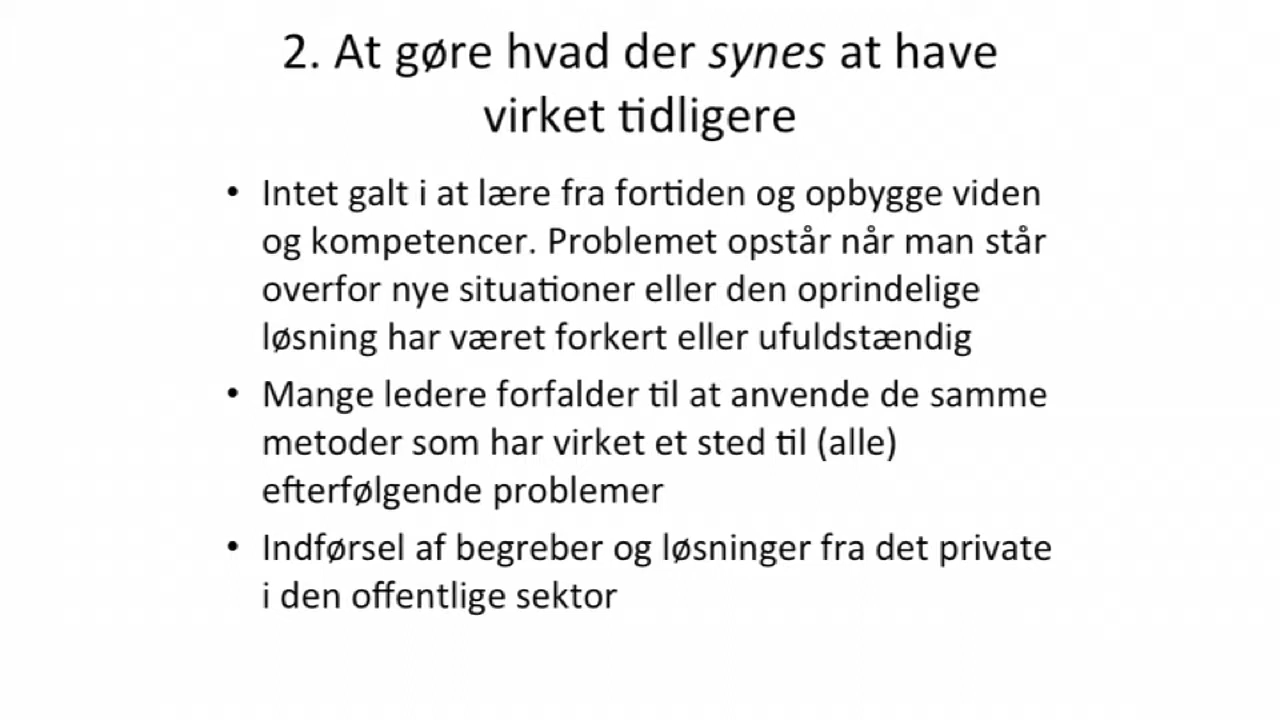 2. At gøre hvad der synes at have
virket tidligere
• Intet galt i at lære fra fortiden og opbygge viden
og kompetencer. Problemet opstår når man står
overfor nye situationer eller den oprindelige
løsning har været forkert eller ufuldstændig
• Mange ledere forfalder til at anvende de samme
metoder som har virket et sted til (alle)
efterfølgende problemer
• Indførsel af begreber og løsninger fra det private
i den offentlige sektor